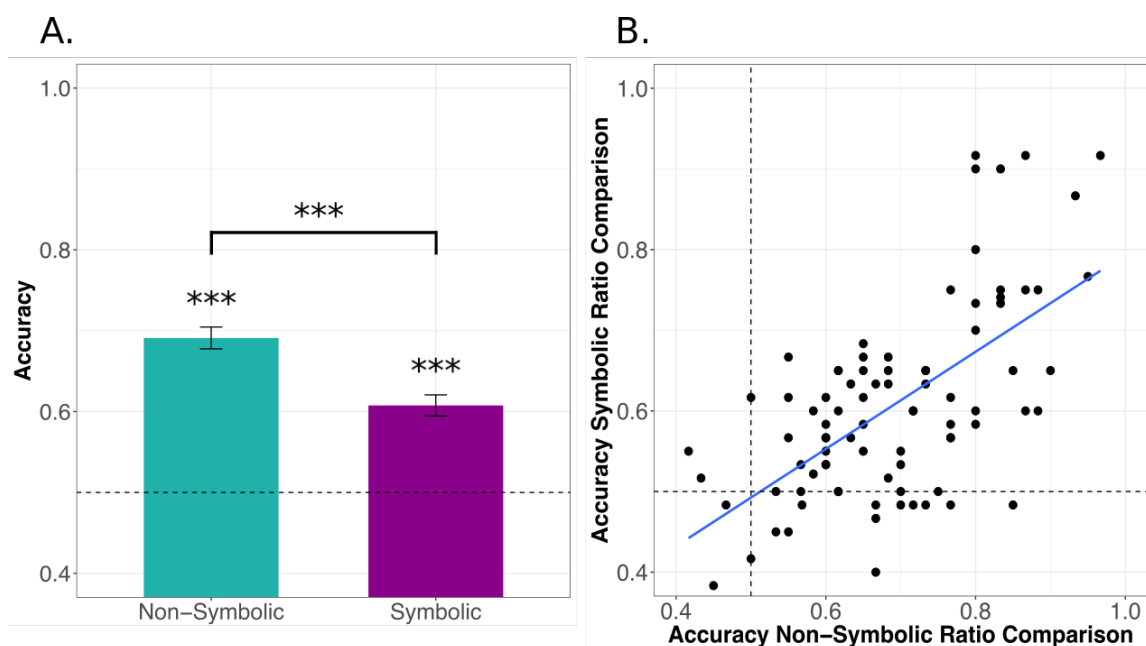 A.
B.
1.0
0.8
0.6
0.4
Accuracy
***
***
***
Non−Symbolic
Symbolic
1.0
0.8
0.6
0.4
Accuracy Symbolic Ratio Comparison
0.4
0.6
0.8
1.0
Accuracy Non−Symbolic Ratio Comparison